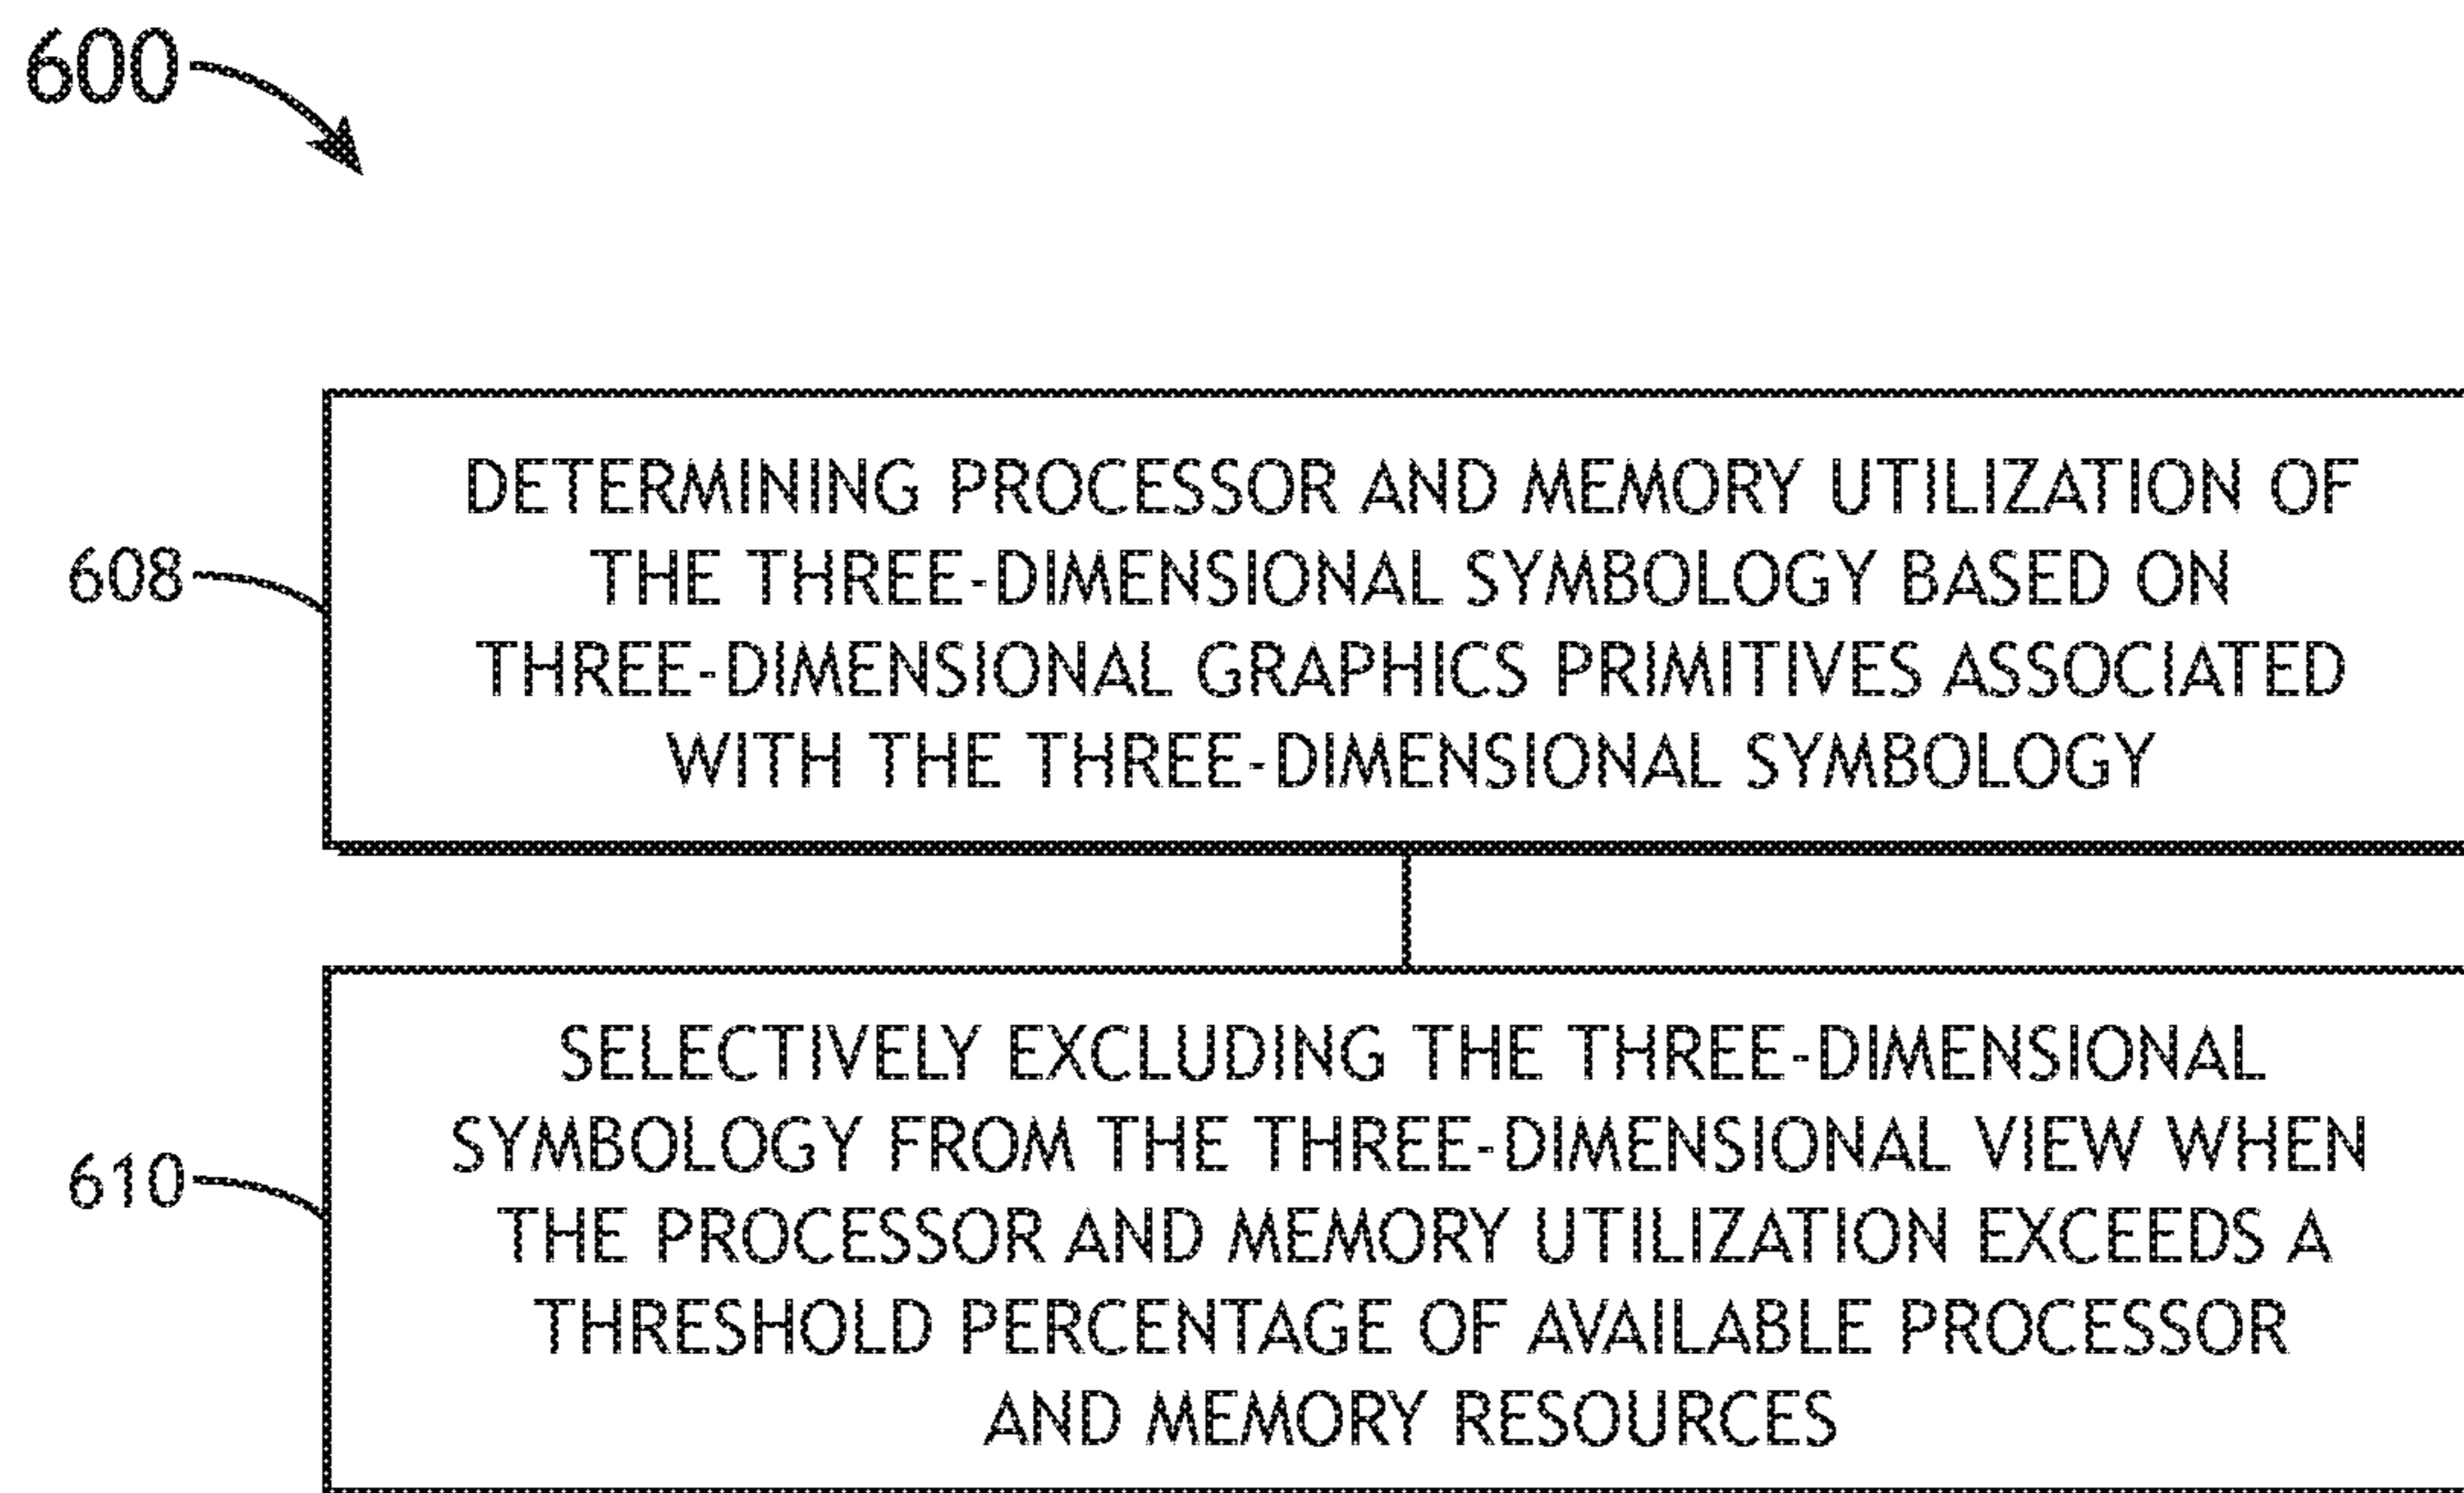 600
608
DETERMINING PROCESSOR AND MEMORY UTILIZATION OF
THE THREE-DIMENSIONAL SYMBOLOGY BASED ON
THREE-DIMENSIONAL GRAPHICS PRIMITIVES ASSOCIATED
WITH THE THREE-DIMENSIONAL SYMBOLOGY
610
SELECTIVELY EXCLUDING THE THREE-DIMENSIONAL
SYMBOLOGY FROM THE THREE-DIMENSIONAL VIEW WHEN
THE PROCESSOR AND MEMORY UTILIZATION EXCEEDS A
THRESHOLD PERCENTAGE OF AVAILABLE PROCESSOR
AND MEMORY RESOURCES